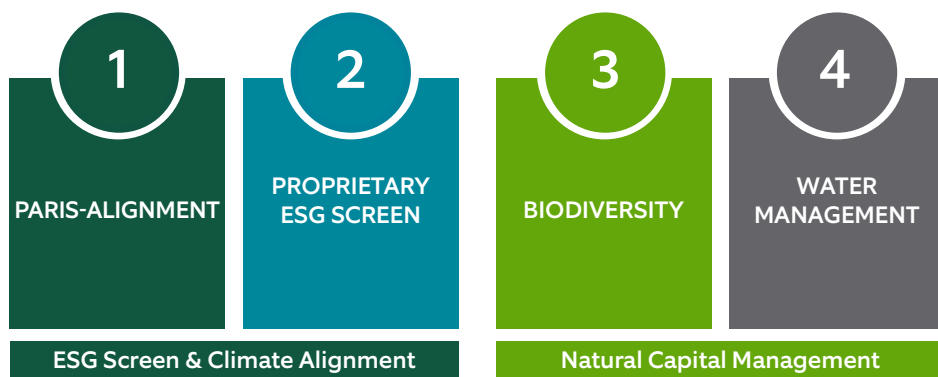 1
2
3
4
PARIS-ALIGNMENT
PROPRIETARY
ESG SCREEN
BIODIVERSITY
WATER
MANAGEMENT
ESG Screen & Climate Alignment
Natural Capital Management